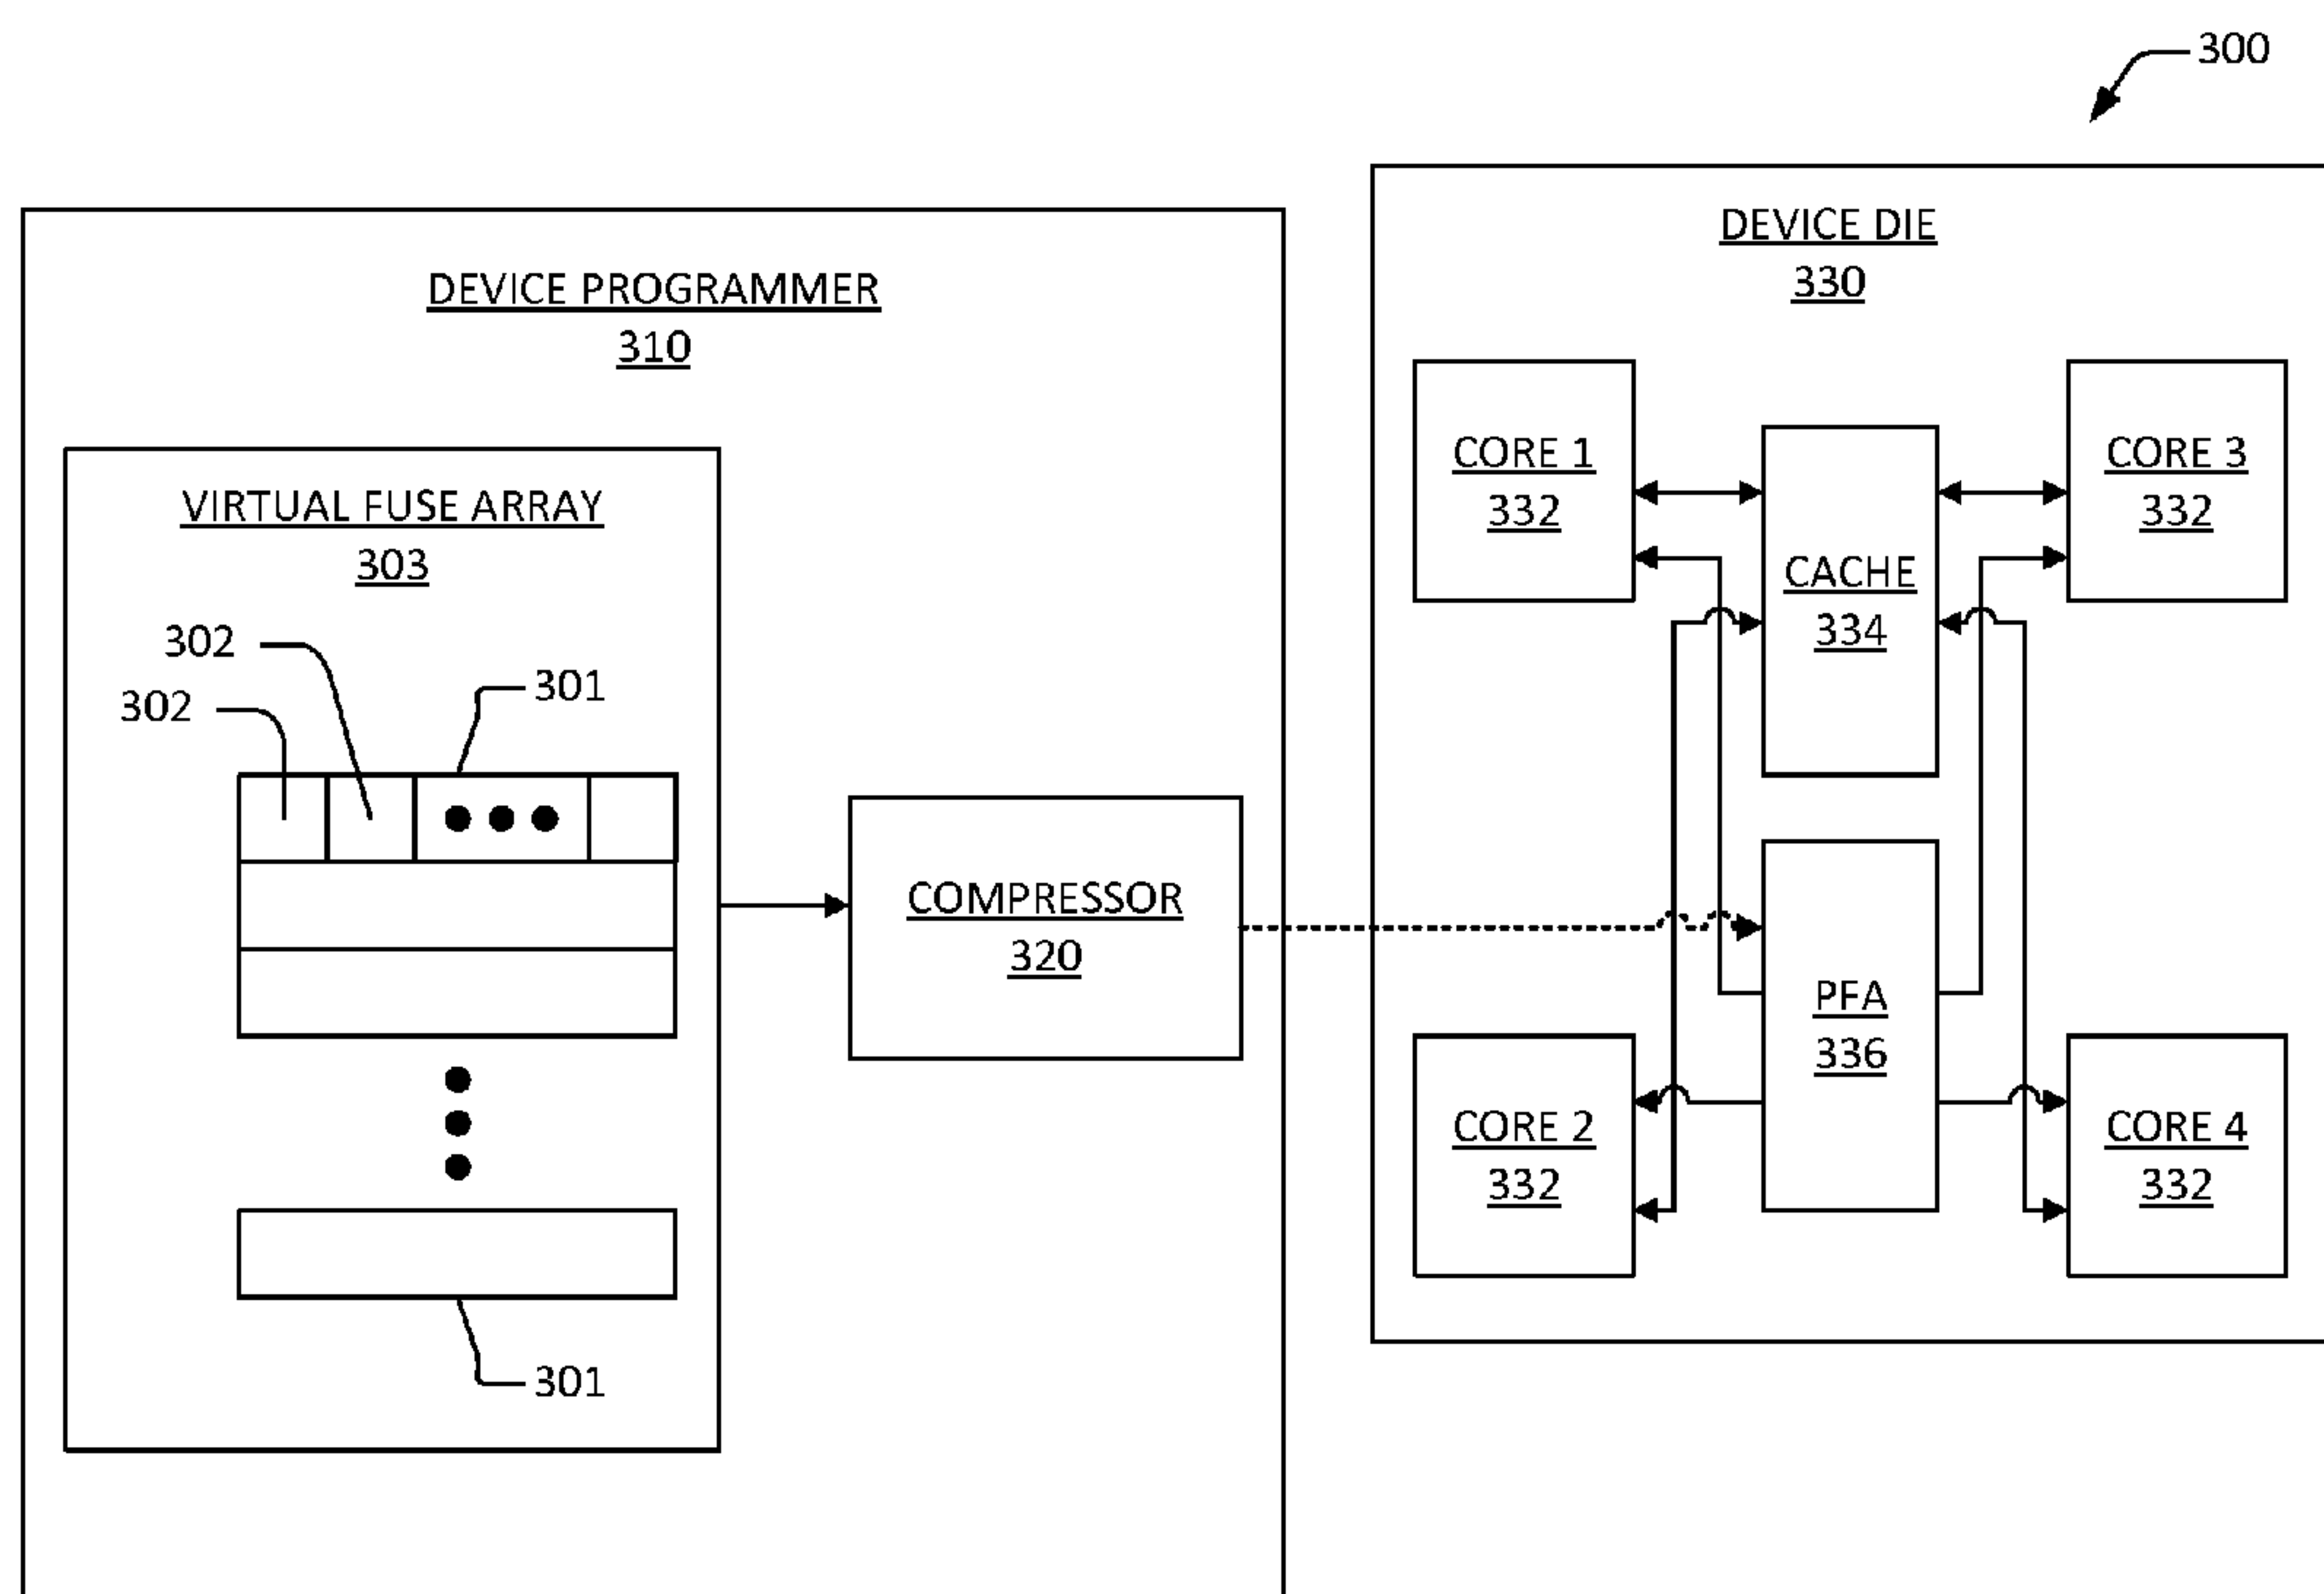 300
DEVICE PROGRAMMER
310
VIRTUAL FUSE ARRAY
303
302
302
301
301
COMPRESSOR
320
DEVICE DIE
330
CORE 1
332
CACHE
334
CORE 3
332
PFA
336
CORE 2
332
CORE 4
332